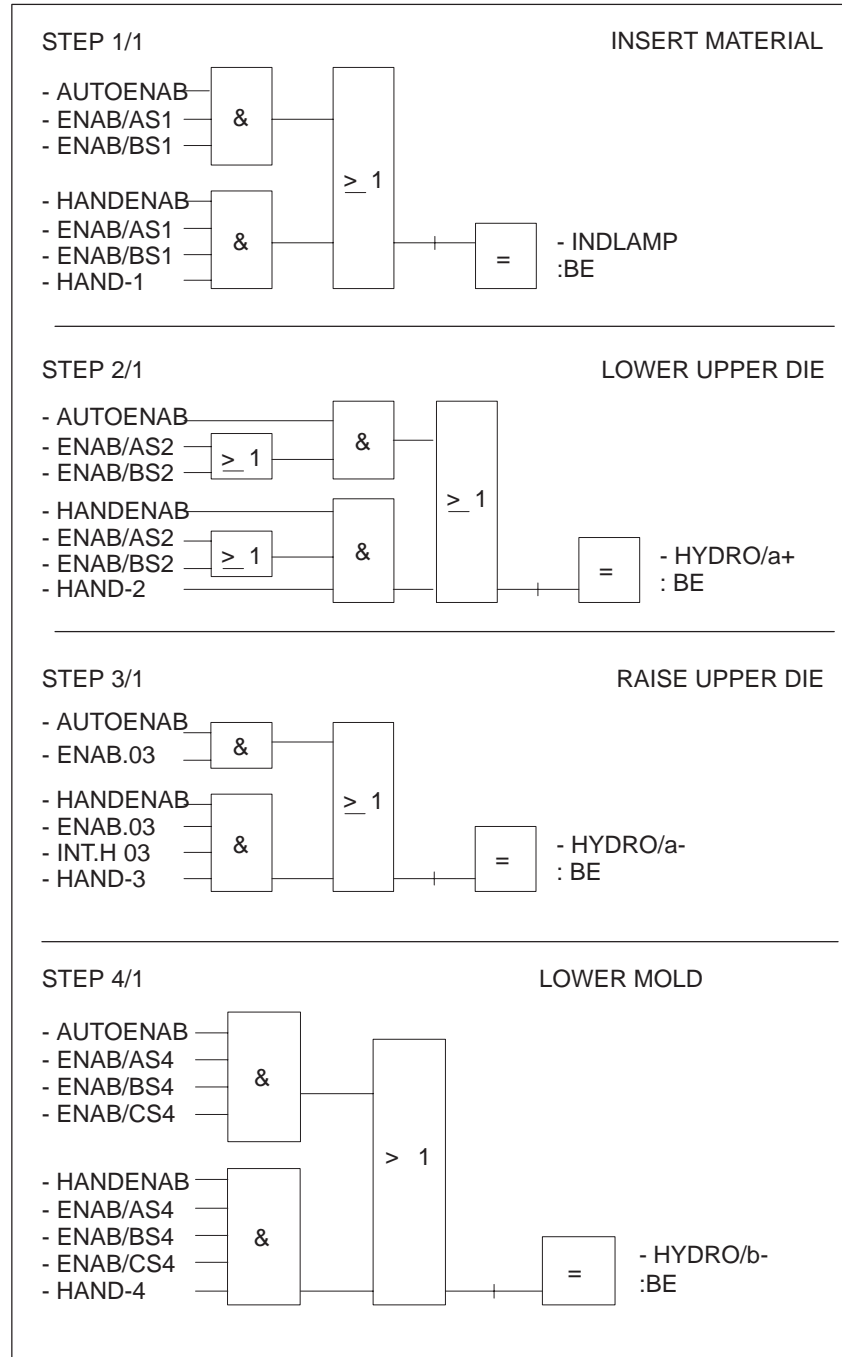 STEP 1/1 INSERT MATERIAL
- AUTOENAB
- ENAB/AS1
- ENAB/BS1
&
≥ 1
- HANDENAB
- ENAB/AS1
- ENAB/BS1
- HAND-1
&
=
- INDLAMP
:BE
STEP 2/1 LOWER UPPER DIE
- AUTOENAB
- ENAB/AS2
- ENAB/BS2
≥ 1
&
≥ 1
- HANDENAB
- ENAB/AS2
- ENAB/BS2
- HAND-2
≥ 1
&
=
- HYDRO/a+
: BE
STEP 3/1 RAISE UPPER DIE
- AUTOENAB
- ENAB.03
&
≥ 1
- HANDENAB
- ENAB.03
- INT.H 03
- HAND-3
&
=
- HYDRO/a-
: BE
STEP 4/1 LOWER MOLD
- AUTOENAB
- ENAB/AS4
- ENAB/BS4
- ENAB/CS4
&
> 1
- HANDENAB
- ENAB/AS4
- ENAB/BS4
- ENAB/CS4
- HAND-4
&
=
- HYDRO/b-
:BE